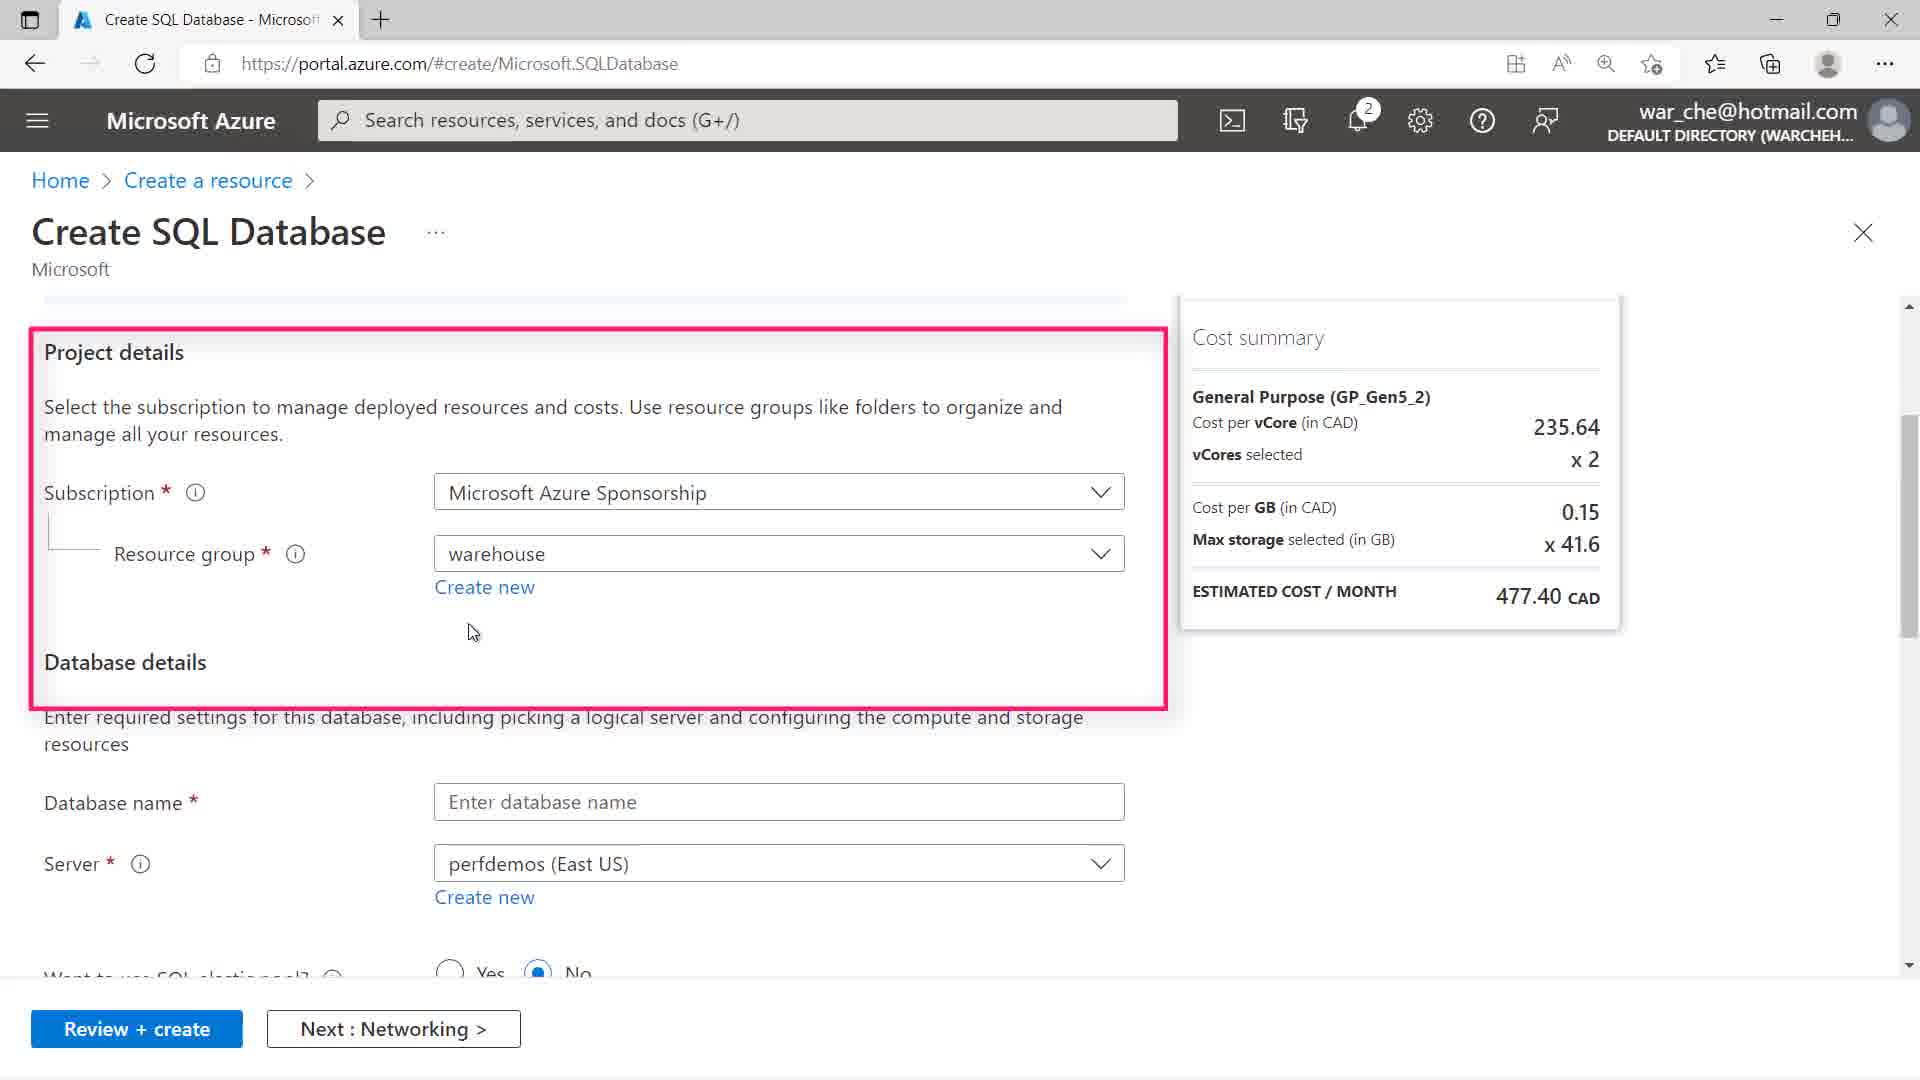 Create SQL Database - Microsof
https://portal.azure.com/#create/Microsoft.SQLDatabase
Microsoft Azure
Search resources, services, and docs (G+/)
2
war_che@hotmail.com
DEFAULT DIRECTORY (WARCHEH...
Home > Create a resource >
Create SQL Database ...
Microsoft
Project details
Select the subscription to manage deployed resources and costs. Use resource groups like folders to organize and
manage all your resources.
Subscription *
Microsoft Azure Sponsorship
Resource group *
warehouse
Create new
Database details
Enter required settings for this database, including picking a logical server and configuring the compute and storage
resources
Database name *
Enter database name
Server *
perfdemos (East US)
Create new
Want to use SQL elastic pool?
Yes No
Cost summary
General Purpose (GP_Gen5_2)
Cost per vCore (in CAD) 235.64
vCores selected x 2
Cost per GB (in CAD) 0.15
Max storage selected (in GB) x 41.6
ESTIMATED COST / MONTH 477.40 CAD
Review + create
Next : Networking >